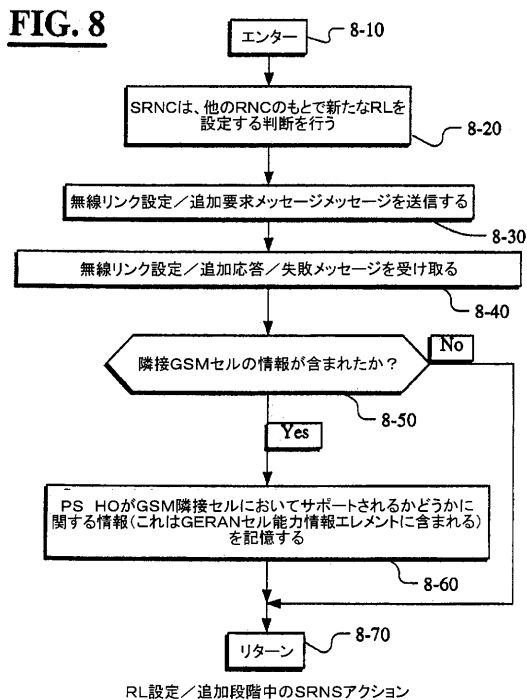 FIG. 8
エンター
8-10
SRNCは、他のRNCのもとで新たなRLを
設定する判断を行う
8-20
無線リンク設定／追加要求メッセージメッセージを送信する
8-30
無線リンク設定／追加応答／失敗メッセージを受け取る
8-40
隣接GSMセルの情報が含まれたか？
No
8-50
Yes
PS HOがGSM隣接セルにおいてサポートされるかどうかに
関する情報(これはGERANセル能力情報エレメントに含まれる)
を記憶する
8-60
リターン
8-70
RL設定／追加段階中のSRNSアクション